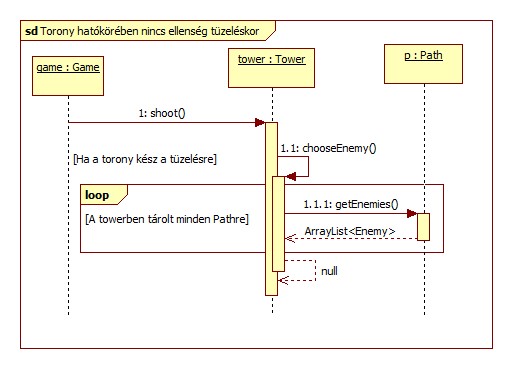 sd Torony hatókörében nincs ellenség tüzeléskor
game : Game
tower : Tower
p : Path
1: shoot()
1.1: chooseEnemy()
[Ha a torony kész a tüzelésre]
loop
[A towerben tárolt minden Pathre]
1.1.1: getEnemies()
ArrayList<Enemy>
null